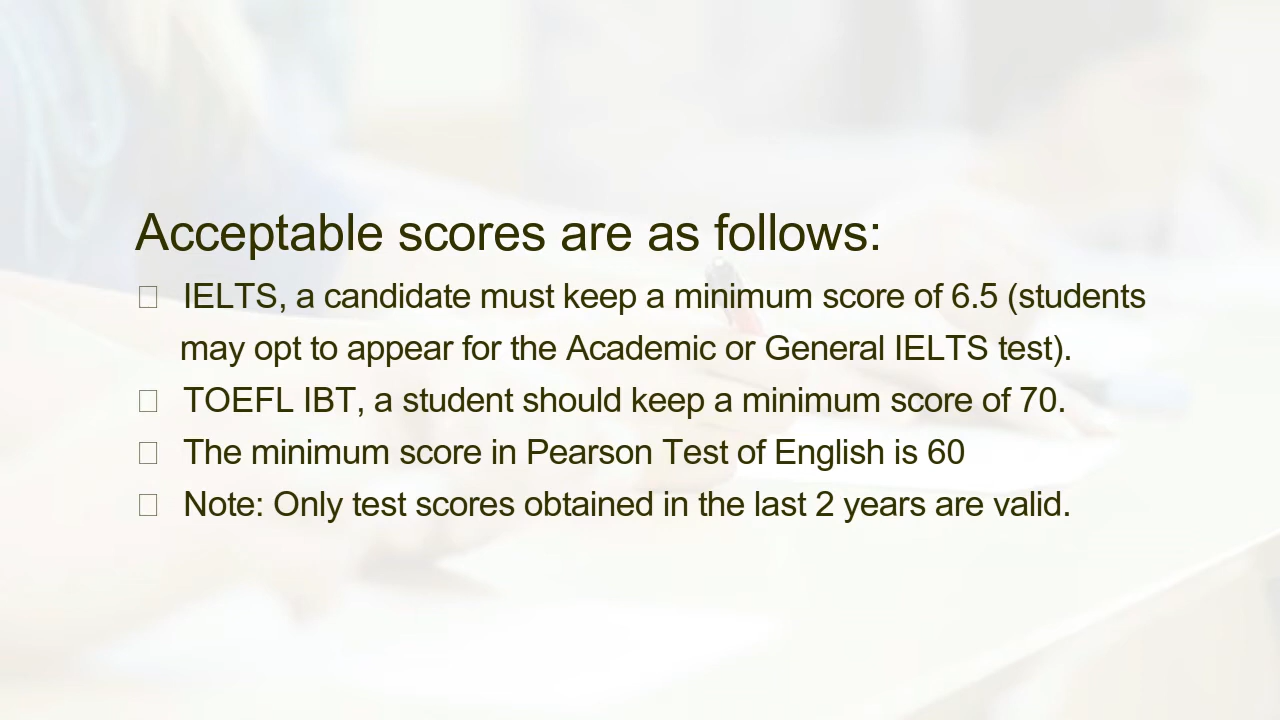 Acceptable scores are as follows:
IELTS, a candidate must keep a minimum score of 6.5 (students
may opt to appear for the Academic or General IELTS test).
TOEFL IBT, a student should keep a minimum score of 70.
The minimum score in Pearson Test of English is 60
Note: Only test scores obtained in the last 2 years are valid.